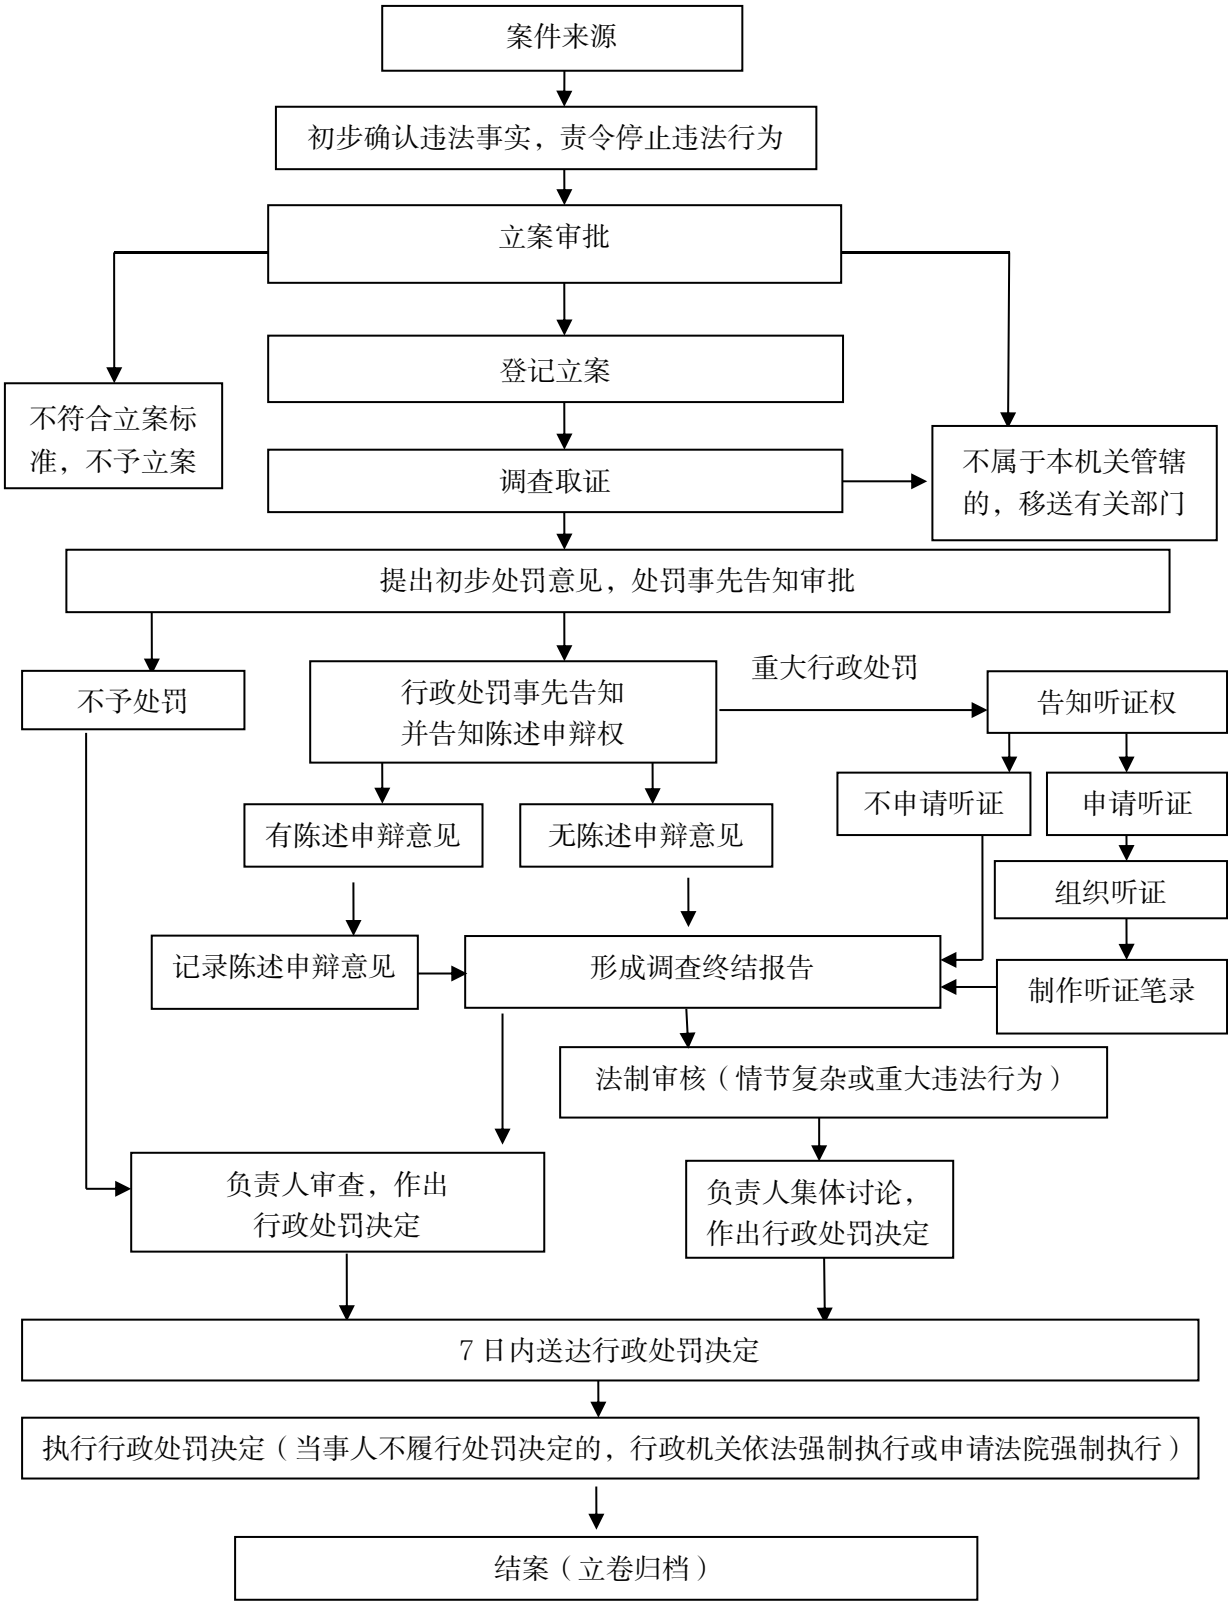 案件来源
初步确认违法事实，责令停止违法行为
立案审批
登记立案
不符合立案标
准，不予立案
调查取证
不属于本机关管辖
的，移送有关部门
提出初步处罚意见，处罚事先告知审批
不予处罚
行政处罚事先告知
并告知陈述申辩权
重大行政处罚
告知听证权
不申请听证
申请听证
有陈述申辩意见
无陈述申辩意见
组织听证
记录陈述申辩意见
形成调查终结报告
制作听证笔录
法制审核（情节复杂或重大违法行为）
负责人审查，作出
行政处罚决定
负责人集体讨论，
作出行政处罚决定
7 日内送达行政处罚决定
执行行政处罚决定（当事人不履行处罚决定的，行政机关依法强制执行或申请法院强制执行）
结案（立卷归档）